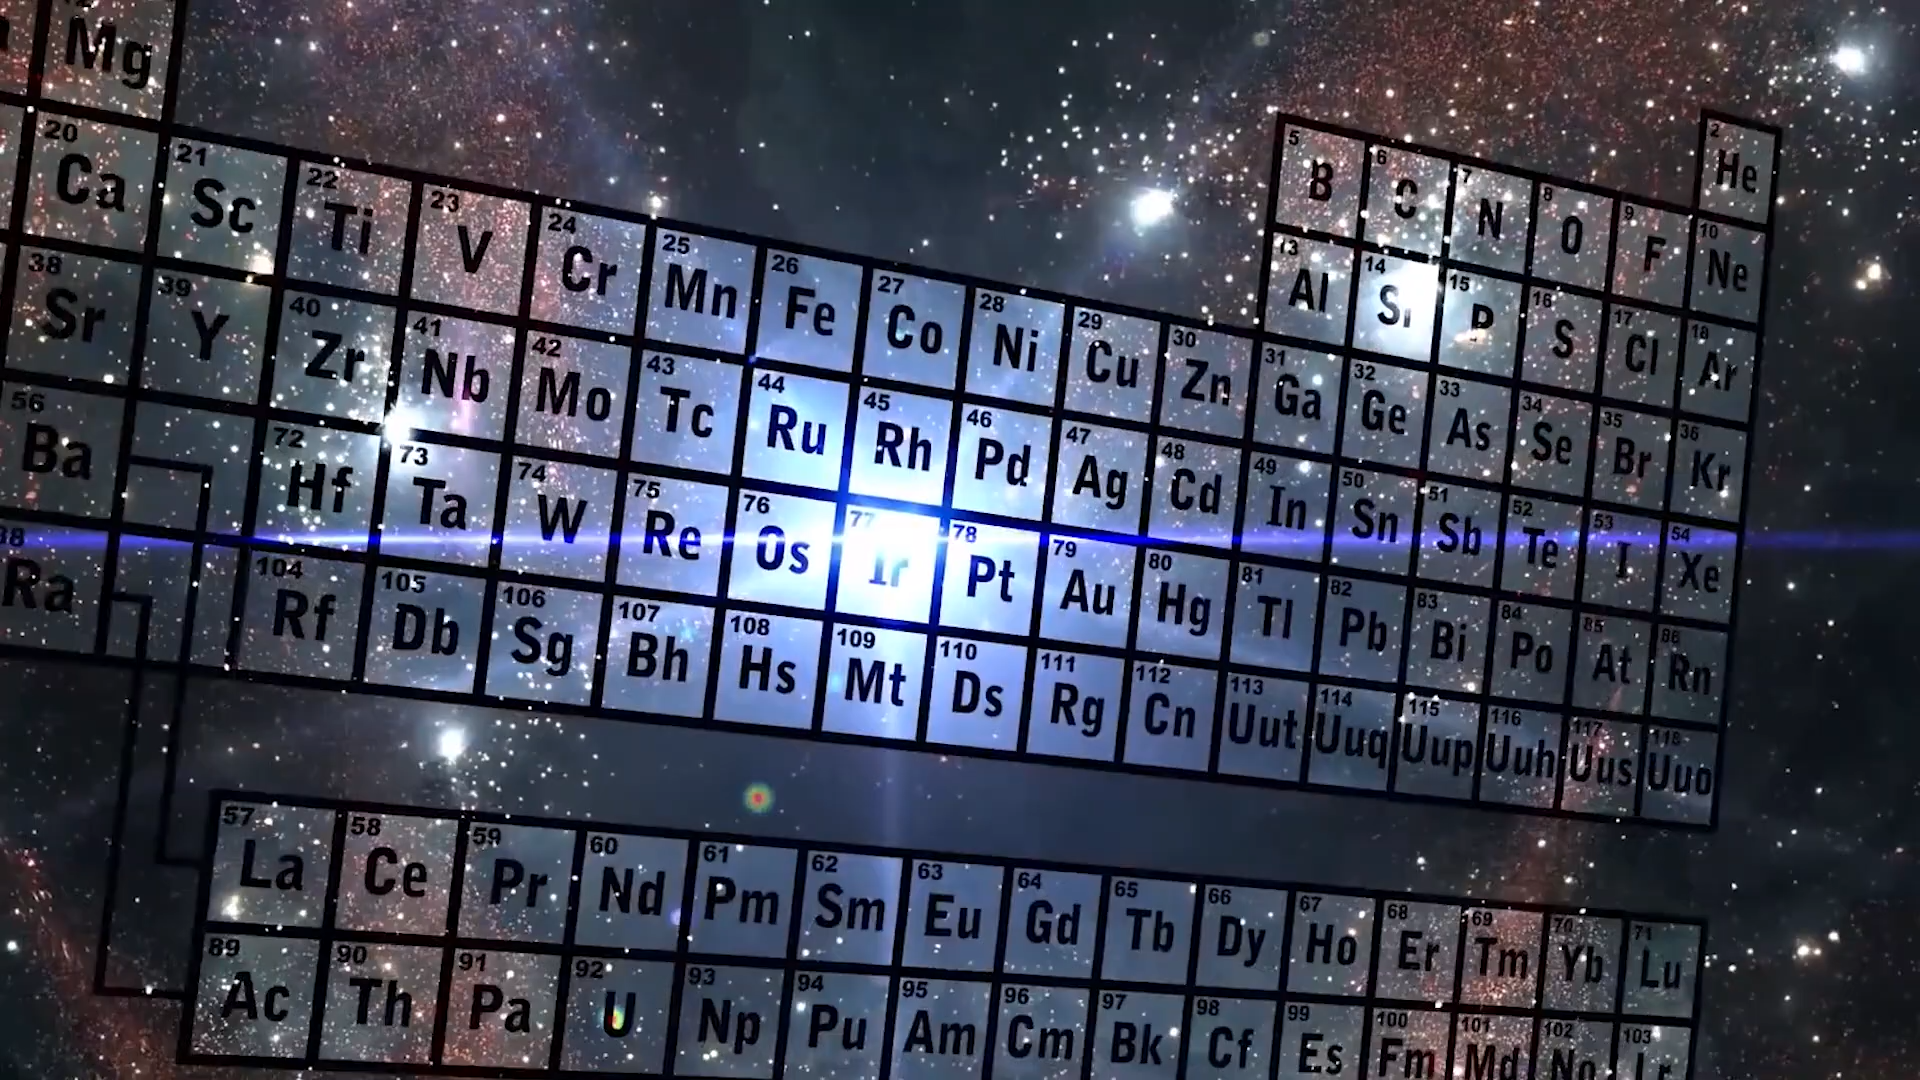 Mg
5 B 6 C 7 N 8 O 9 F 2 He
20 Ca 21 Sc 22 Ti 23 V 24 Cr 25 Mn 26 Fe 27 Co 28 Ni 29 Cu 30 Zn 13 Al 14 Si 15 P 16 S 17 Cl 10 Ne
38 Sr 39 Y 40 Zr 41 Nb 42 Mo 43 Tc 44 Ru 45 Rh 46 Pd 47 Ag 48 Cd 31 Ga 32 Ge 33 As 34 Se 35 Br 18 Ar
56 Ba 72 Hf 73 Ta 74 W 75 Re 76 Os 77 Ir 78 Pt 79 Au 80 Hg 49 In 50 Sn 51 Sb 52 Te 53 I 36 Kr
88 Ra 104 Rf 105 Db 106 Sg 107 Bh 108 Hs 109 Mt 110 Ds 111 Rg 112 Cn 81 Tl 82 Pb 83 Bi 84 Po 85 At 54 Xe
113 Uut 114 Uuq 115 Uup 116 Uuh 117 Uus 86 Rn
118 Uuo
57 La 58 Ce 59 Pr 60 Nd 61 Pm 62 Sm 63 Eu 64 Gd 65 Tb 66 Dy 67 Ho 68 Er 69 Tm 70 Yb 71 Lu
89 Ac 90 Th 91 Pa 92 U 93 Np 94 Pu 95 Am 96 Cm 97 Bk 98 Cf 99 Es 100 Fm 101 Md 102 No 103 Lr